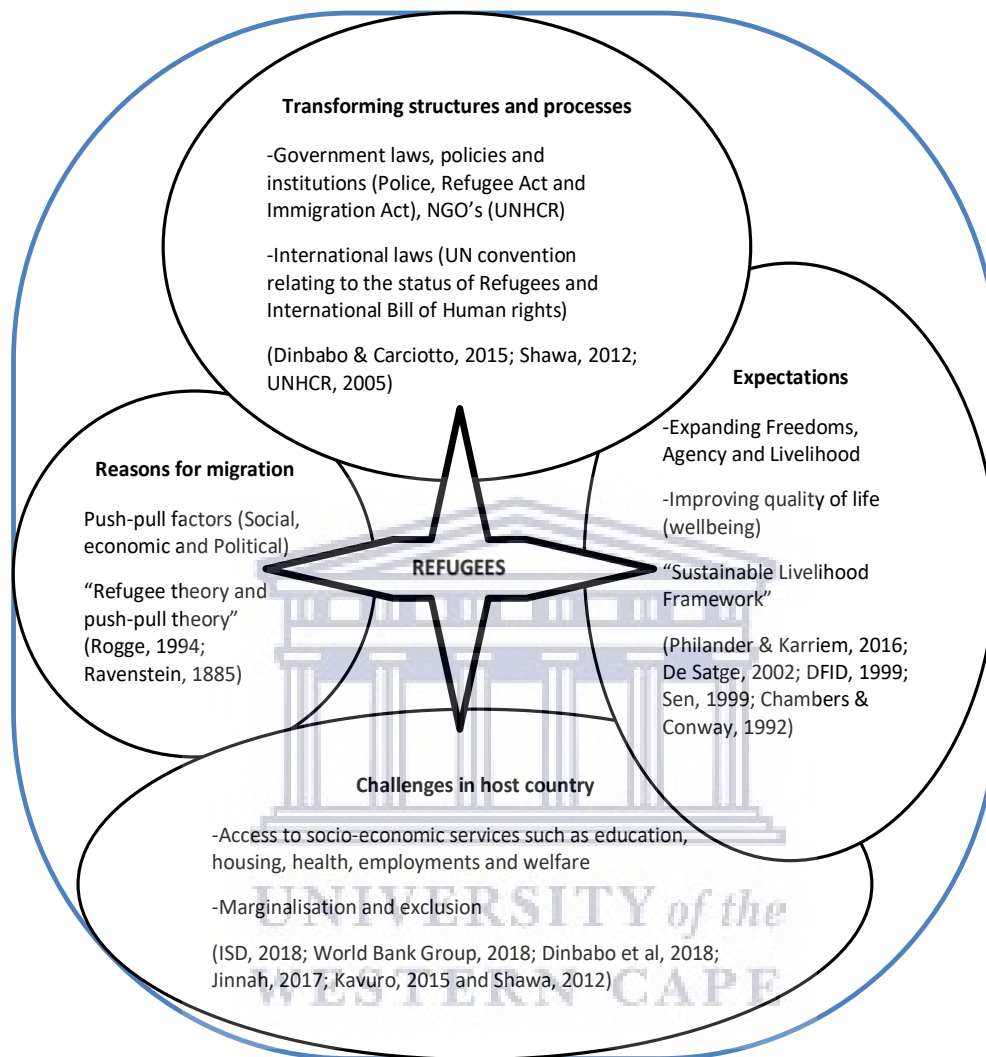 Transforming structures and processes
-Government laws, policies and
institutions (Police, Refugee Act and
Immigration Act), NGO’s (UNHCR)
-International laws (UN convention
relating to the status of Refugees and
International Bill of Human rights)
(Dinbabo & Carciotto, 2015; Shawa, 2012;
UNHCR, 2005)
Reasons for migration
Push-pull factors (Social,
economic and Political)
“Refugee theory and
push-pull theory”
(Rogge, 1994;
Ravenstein, 1885)
REFUGEES
Expectations
-Expanding Freedoms,
Agency and Livelihood
-Improving quality of life
(wellbeing)
“Sustainable Livelihood
Framework”
(Philander & Karriem, 2016;
De Satge, 2002; DFID, 1999;
Sen, 1999; Chambers &
Conway, 1992)
Challenges in host country
-Access to socio-economic services such as education,
housing, health, employments and welfare
-Marginalisation and exclusion
(ISD, 2018; World Bank Group, 2018; Dinbabo et al, 2018;
Jinnah, 2017; Kavuro, 2015 and Shawa, 2012)
UNIVERSITY of the
WESTERN CAPE